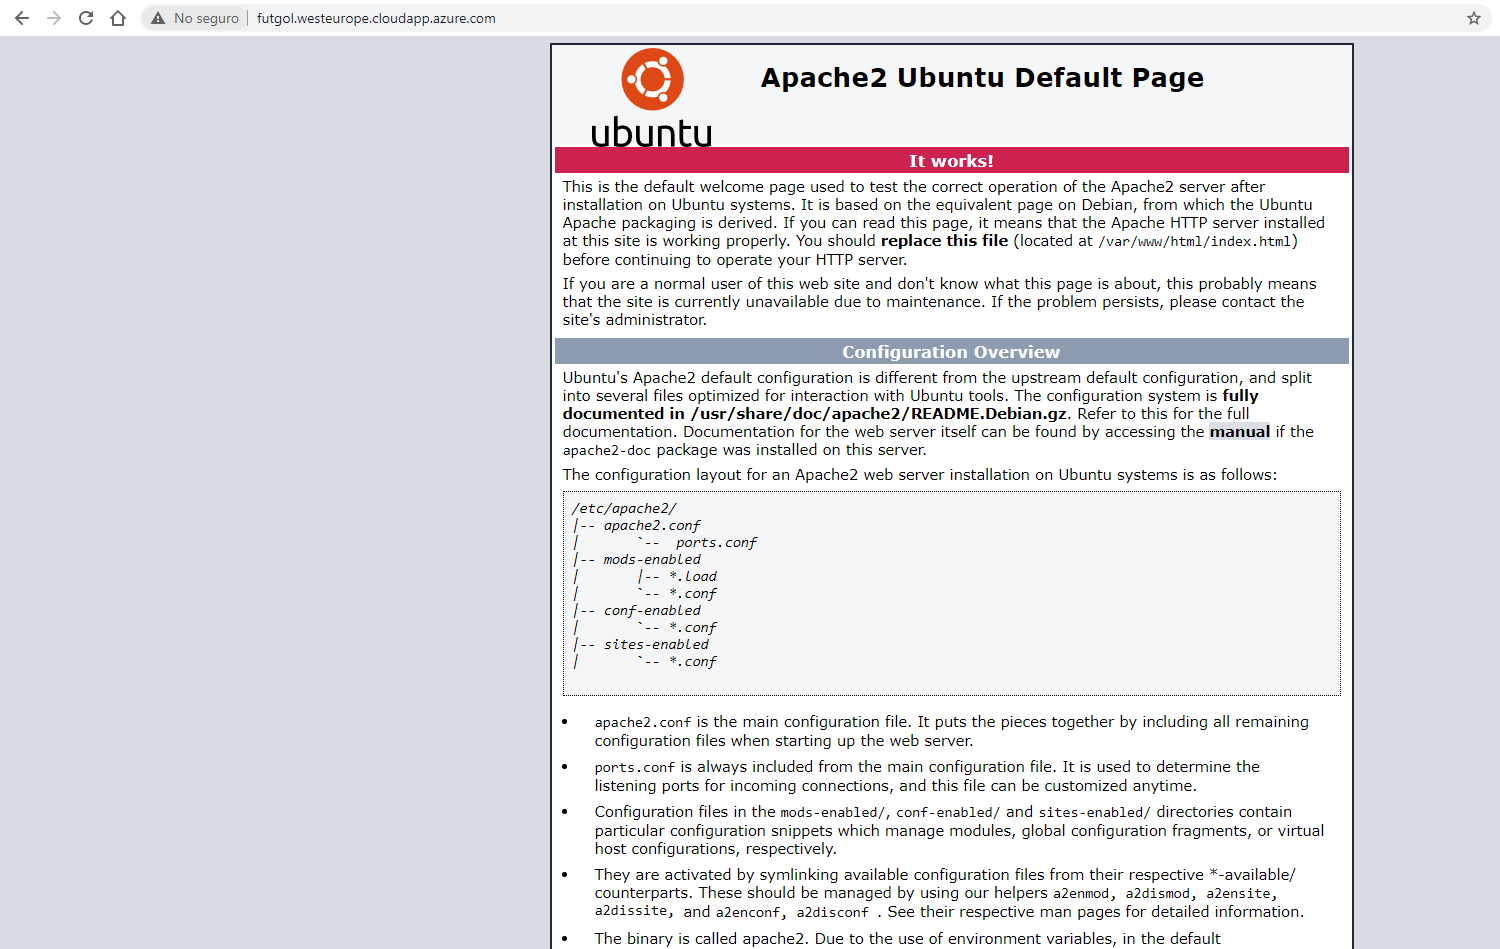 No seguro
futgol.westeurope.cloudapp.azure.com
ubuntu
Apache2 Ubuntu Default Page
It works!
This is the default welcome page used to test the correct operation of the Apache2 server after
installation on Ubuntu systems. It is based on the equivalent page on Debian, from which the Ubuntu
Apache packaging is derived. If you can read this page, it means that the Apache HTTP server installed
at this site is working properly. You should replace this file (located at /var/www/html/index.html)
before continuing to operate your HTTP server.
If you are a normal user of this web site and don't know what this page is about, this probably means
that the site is currently unavailable due to maintenance. If the problem persists, please contact the
site's administrator.
Configuration Overview
Ubuntu's Apache2 default configuration is different from the upstream default configuration, and split
into several files optimized for interaction with Ubuntu tools. The configuration system is fully
documented in /usr/share/doc/apache2/README.Debian.gz. Refer to this for the full
documentation. Documentation for the web server itself can be found by accessing the manual if the
apache2-doc package was installed on this server.
The configuration layout for an Apache2 web server installation on Ubuntu systems is as follows:
/etc/apache2/
|-- apache2.conf
|       `--  ports.conf
|-- mods-enabled
|       |-- *.load
|       `-- *.conf
|-- conf-enabled
|       `-- *.conf
|-- sites-enabled
|       `-- *.conf
• apache2.conf is the main configuration file. It puts the pieces together by including all remaining
configuration files when starting up the web server.
• ports.conf is always included from the main configuration file. It is used to determine the
listening ports for incoming connections, and this file can be customized anytime.
• Configuration files in the mods-enabled/, conf-enabled/ and sites-enabled/ directories contain
particular configuration snippets which manage modules, global configuration fragments, or virtual
host configurations, respectively.
• They are activated by symlinking available configuration files from their respective *-available/
counterparts. These should be managed by using our helpers a2enmod, a2dismod, a2ensite,
a2dissite, and a2enconf, a2disconf . See their respective man pages for detailed information.
• The binary is called apache2. Due to the use of environment variables, in the default